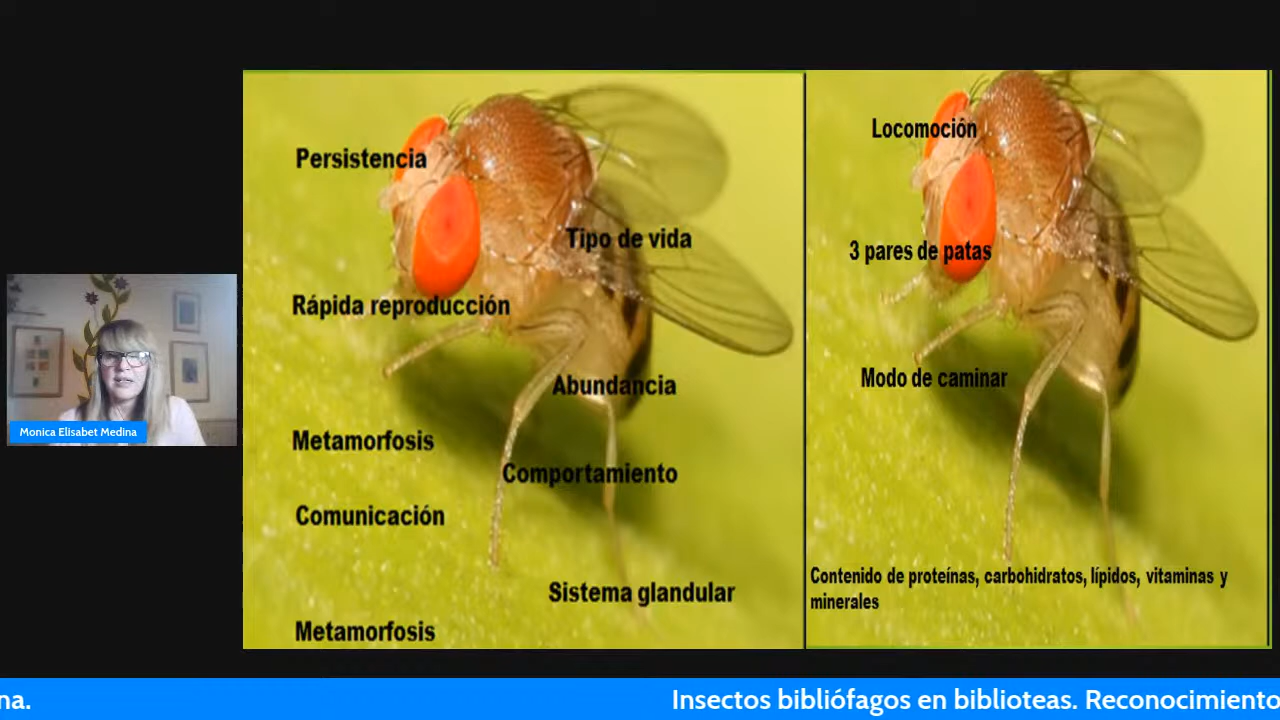 Persistencia
Tipo de vida
Rápida reproducción
Abundancia
Metamorfosis
Comportamiento
Comunicación
Sistema glandular
Metamorfosis
Locomoción
3 pares de patas
Modo de caminar
Contenido de proteínas, carbohidratos, lípidos, vitaminas y
minerales
Monica Elisabet Medina
na.
Insectos bibliófagos en biblioteas. Reconocimiento